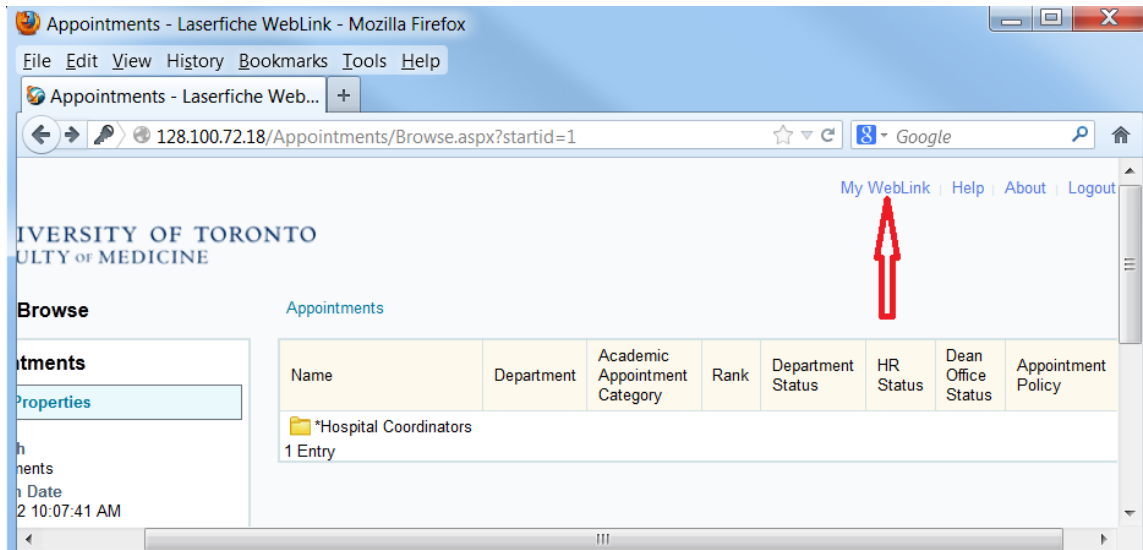 Appointments - Laserfiche WebLink - Mozilla Firefox
File Edit View History Bookmarks Tools Help
Appointments - Laserfiche Web... +
128.100.72.18/Appointments/Browse.aspx?startid=1 8 Google
My WebLink | Help | About | Logout
IVERSITY OF TORONTO
ULTY OF MEDICINE
Browse
Appointments
tments
Properties
h
nents
n Date
2 10:07:41 AM
Name Department Academic Appointment Category Rank Department Status HR Status Dean Office Status Appointment Policy
*Hospital Coordinators
1 Entry